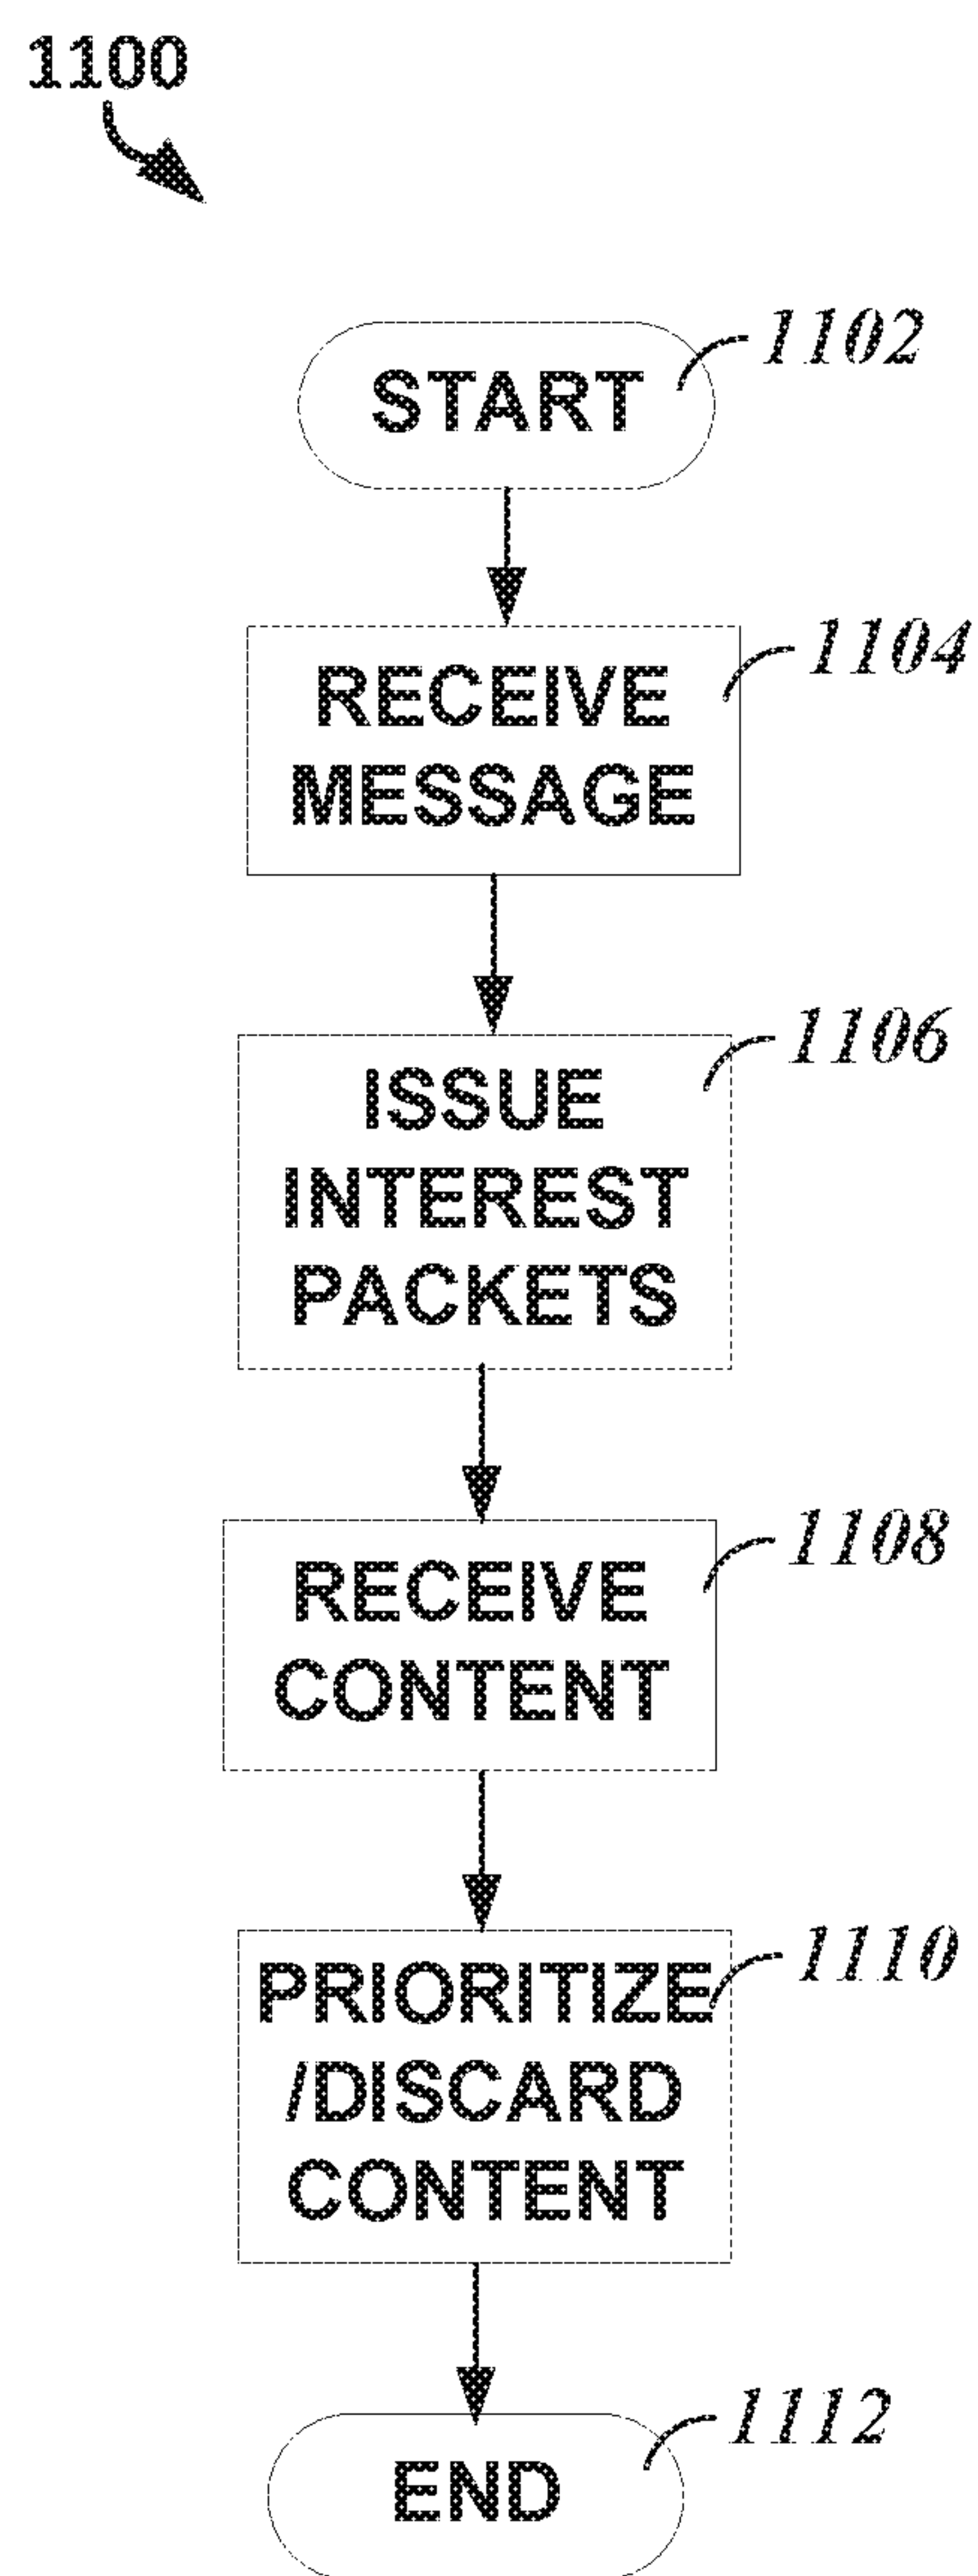 1100
START
1102
RECEIVE
MESSAGE
1104
ISSUE
INTEREST
PACKETS
1106
RECEIVE
CONTENT
1108
PRIORITIZE
/DISCARD
CONTENT
1110
END
1112